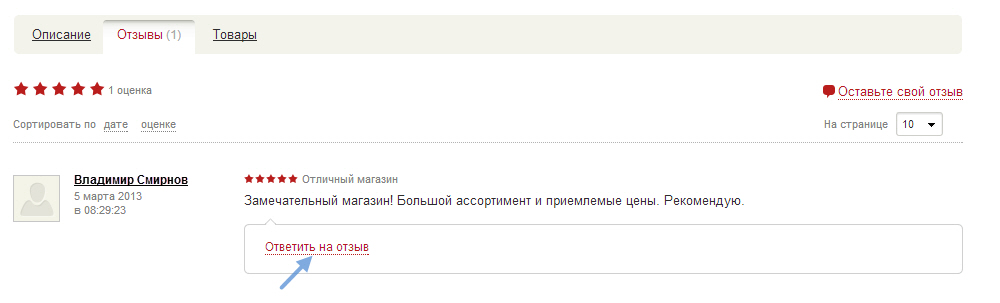 Описание Отзывы (1) Товары
1 оценка Оставьте свой отзыв
Сортировать по дате оценке На странице 10
Владимир Смирнов Отличный магазин
5 марта 2013
в 08:29:23
Замечательный магазин! Большой ассортимент и приемлемые цены. Рекомендую.
Ответить на отзыв